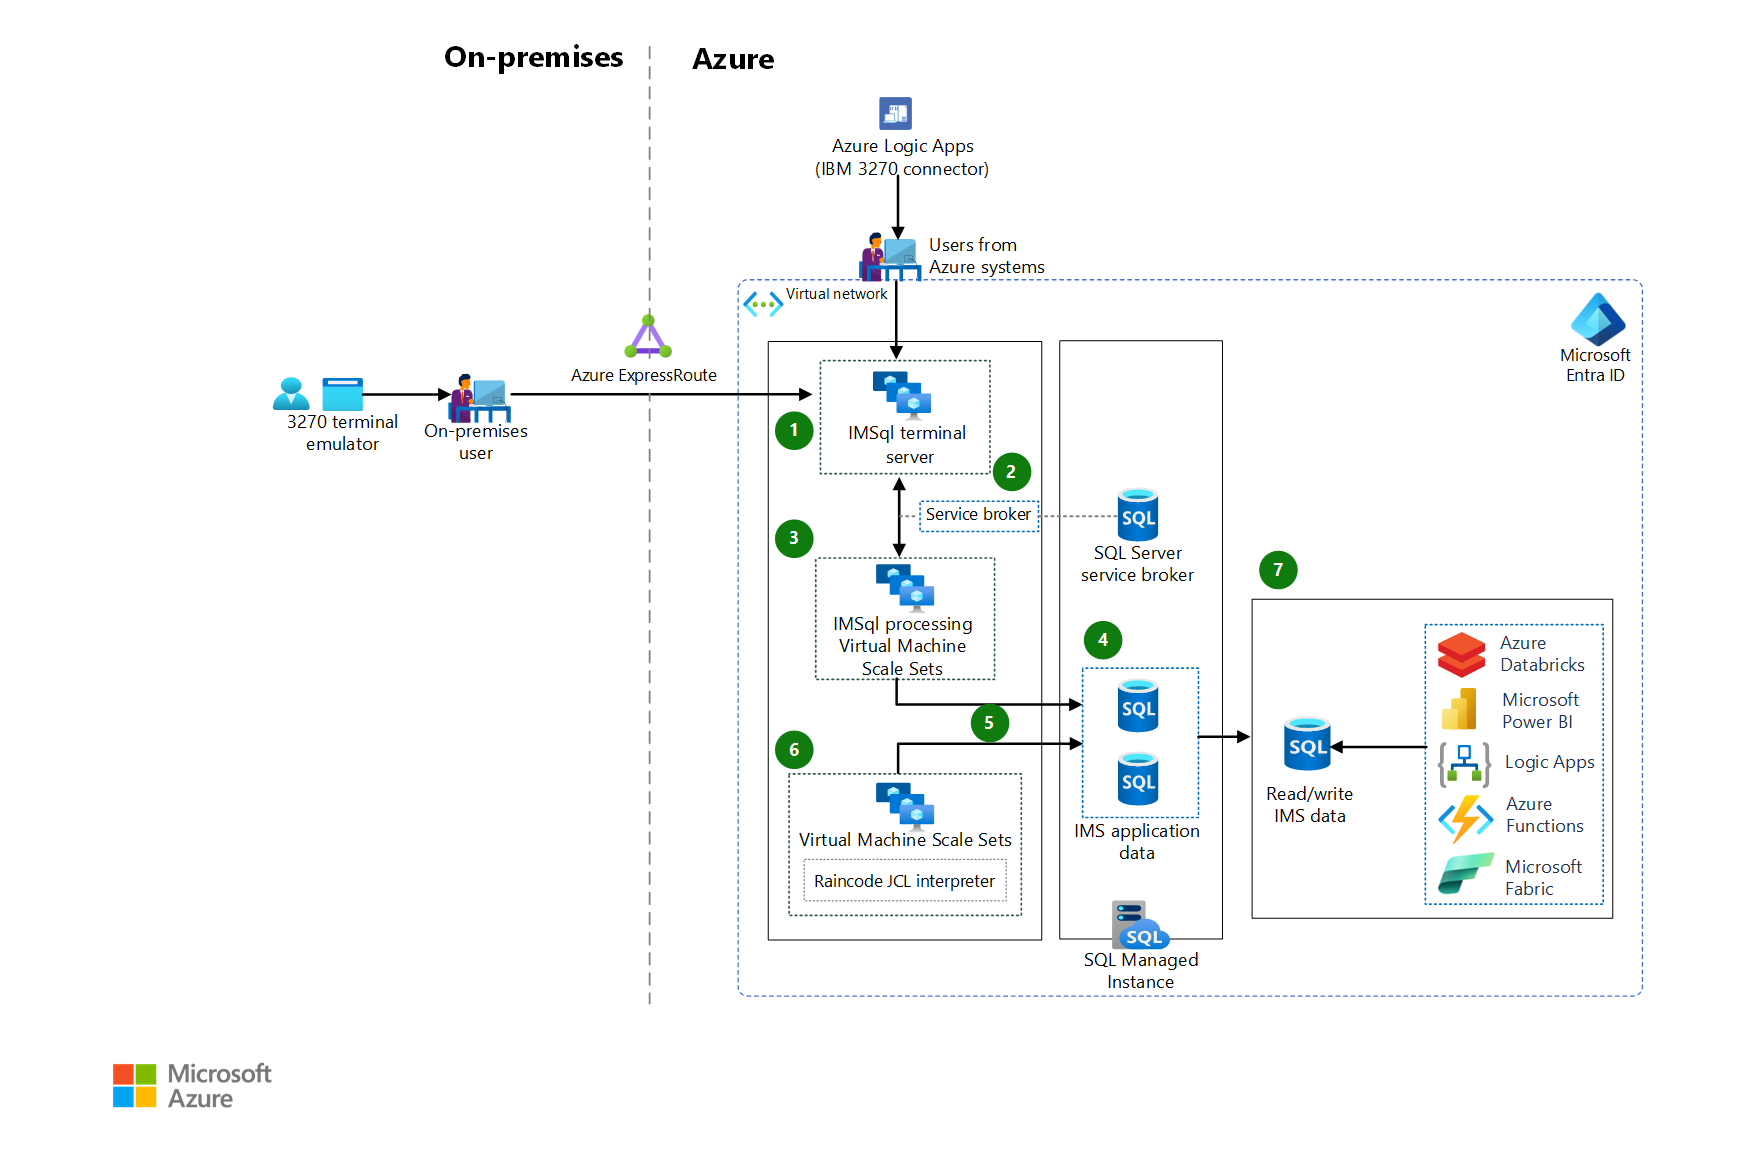 On-premises
Azure
Azure Logic Apps
(IBM 3270 connector)
Users from
Azure systems
Virtual network
Microsoft
Entra ID
Azure ExpressRoute
3270 terminal
emulator
On-premises
user
1
IMSql terminal
server
2
Service broker
SQL
SQL Server
service broker
3
IMSql processing
Virtual Machine
Scale Sets
4
SQL
SQL
IMS application
data
5
6
Virtual Machine Scale Sets
Raincode JCL interpreter
SQL
SQL Managed
Instance
7
SQL
Read/write
IMS data
Azure
Databricks
Microsoft
Power BI
Logic Apps
Azure
Functions
Microsoft
Fabric
Microsoft
Azure